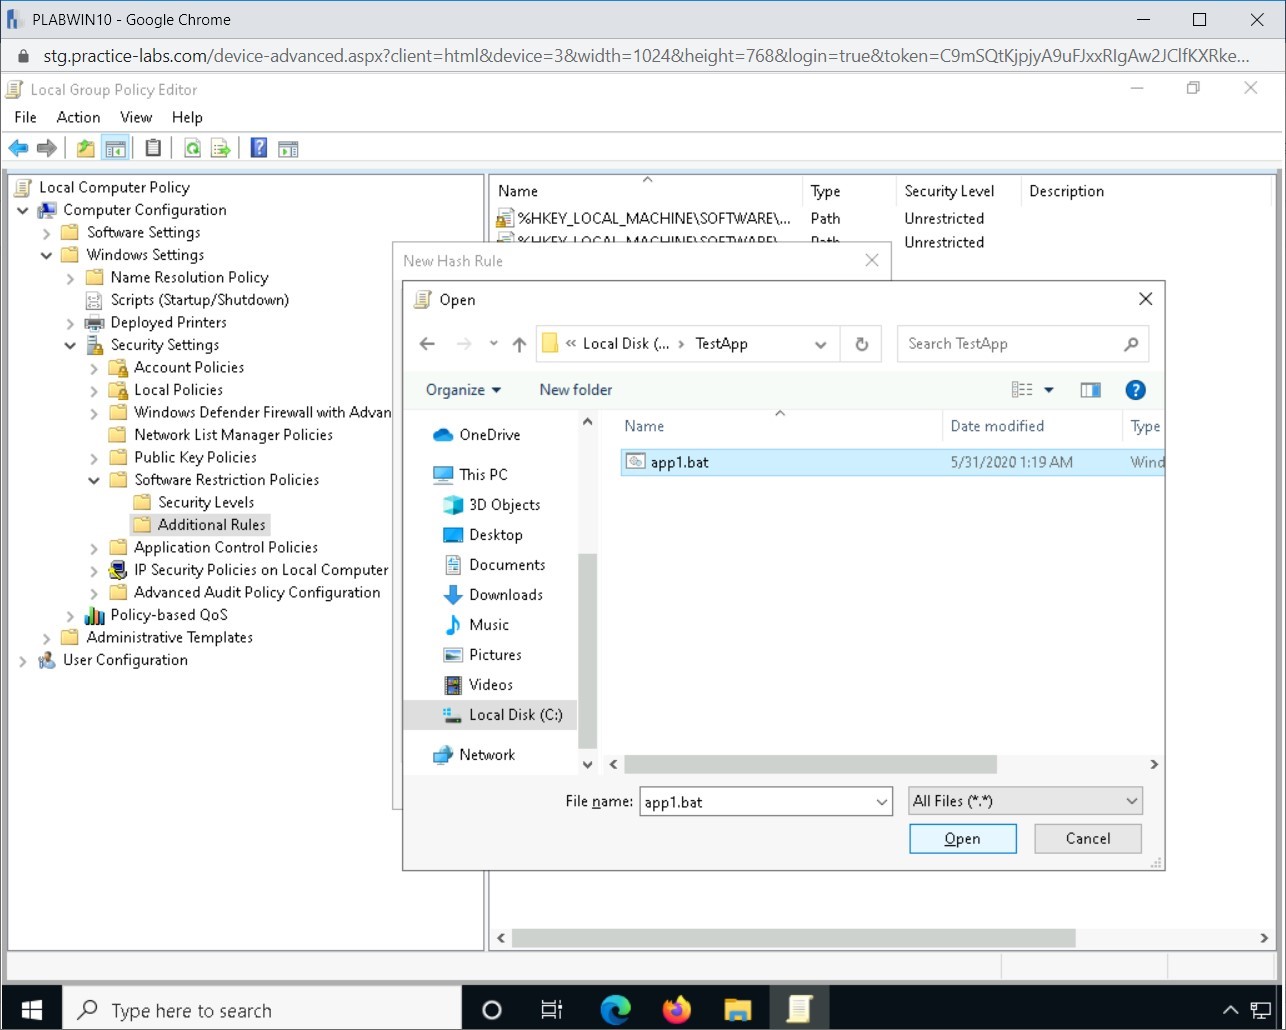 PLABWIN10 - Google Chrome
stg.practice-labs.com/device-advanced.aspx?client=html&device=3&width=1024&height=768&login=true&token=C9mSQtKjpjyA9uFJxxRIgAw2JClfKXRke...
Local Group Policy Editor
File Action View Help
Local Computer Policy
Computer Configuration
Software Settings
Windows Settings
Name Resolution Policy
Scripts (Startup/Shutdown)
Deployed Printers
Security Settings
Account Policies
Local Policies
Windows Defender Firewall with Advan
Network List Manager Policies
Public Key Policies
Software Restriction Policies
Security Levels
Additional Rules
Application Control Policies
IP Security Policies on Local Computer
Advanced Audit Policy Configuration
Policy-based QoS
Administrative Templates
User Configuration
Name Type Security Level Description
%HKEY_LOCAL_MACHINE\SOFTWARE\... Path Unrestricted
%HKEY_LOCAL_MACHINE\SOFTWARE\... Path Unrestricted
New Hash Rule
Open
« Local Disk (... › TestApp
Search TestApp
Organize New folder
OneDrive
This PC
3D Objects
Desktop
Documents
Downloads
Music
Pictures
Videos
Local Disk (C:)
Network
Name Date modified Type
app1.bat 5/31/2020 1:19 AM Wind
File name: app1.bat All Files (*.*)
Open Cancel
Type here to search